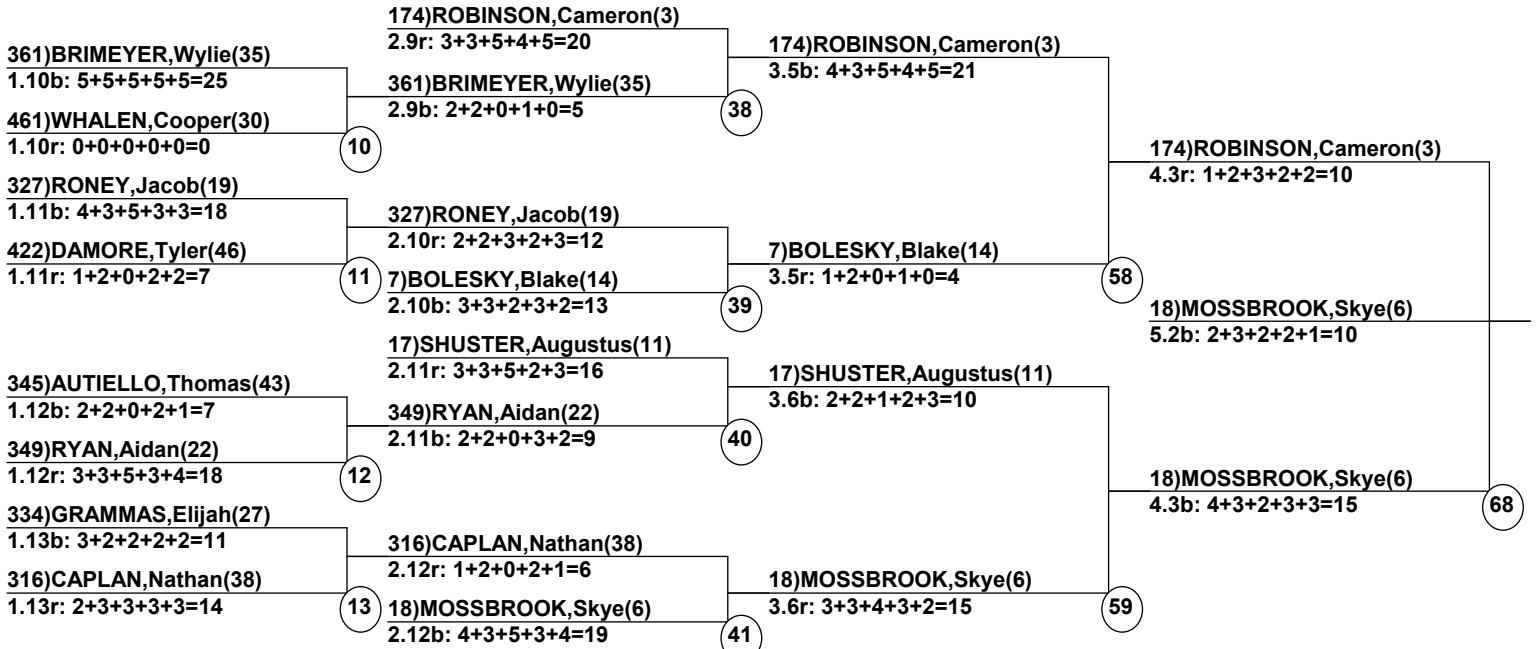 361)BRIMEYER,Wylie(35)
1.10b: 5+5+5+5+5=25
461)WHALEN,Cooper(30)
1.10r: 0+0+0+0+0=0
10
327)RONEY,Jacob(19)
1.11b: 4+3+5+3+3=18
422)DAMORE,Tyler(46)
1.11r: 1+2+0+2+2=7
11
345)AUTIELLO,Thomas(43)
1.12b: 2+2+0+2+1=7
349)RYAN,Aidan(22)
1.12r: 3+3+5+3+4=18
12
334)GRAMMAS,Elijah(27)
1.13b: 3+2+2+2+2=11
316)CAPLAN,Nathan(38)
1.13r: 2+3+3+3+3=14
13
174)ROBINSON,Cameron(3)
2.9r: 3+3+5+4+5=20
361)BRIMEYER,Wylie(35)
2.9b: 2+2+0+1+0=5
38
327)RONEY,Jacob(19)
2.10r: 2+2+3+2+3=12
7)BOLESKY,Blake(14)
2.10b: 3+3+2+3+2=13
39
17)SHUSTER,Augustus(11)
2.11r: 3+3+5+2+3=16
349)RYAN,Aidan(22)
2.11b: 2+2+0+3+2=9
40
316)CAPLAN,Nathan(38)
2.12r: 1+2+0+2+1=6
18)MOSSBROOK,Skye(6)
2.12b: 4+3+5+3+4=19
41
174)ROBINSON,Cameron(3)
3.5b: 4+3+5+4+5=21
7)BOLESKY,Blake(14)
3.5r: 1+2+0+1+0=4
58
17)SHUSTER,Augustus(11)
3.6b: 2+2+1+2+3=10
18)MOSSBROOK,Skye(6)
3.6r: 3+3+4+3+2=15
59
174)ROBINSON,Cameron(3)
4.3r: 1+2+3+2+2=10
18)MOSSBROOK,Skye(6)
5.2b: 2+3+2+2+1=10
18)MOSSBROOK,Skye(6)
4.3b: 4+3+2+3+3=15
68